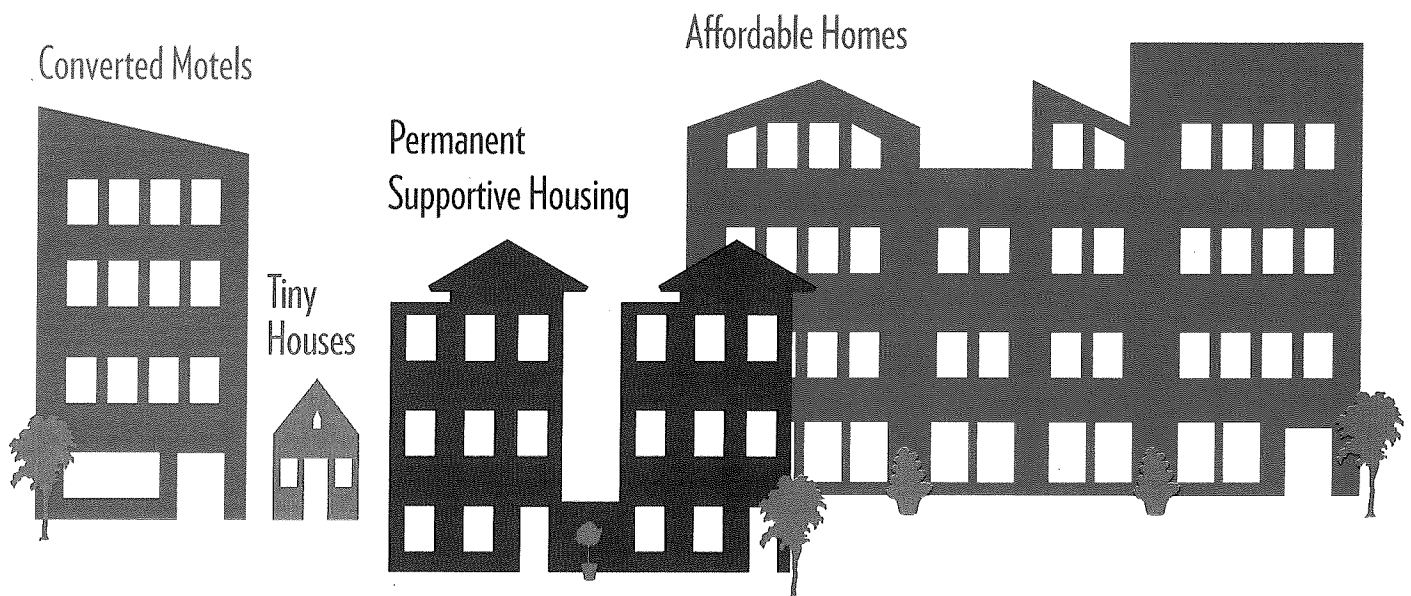 Converted Motels
Tiny
Houses
Permanent
Supportive Housing
Affordable Homes